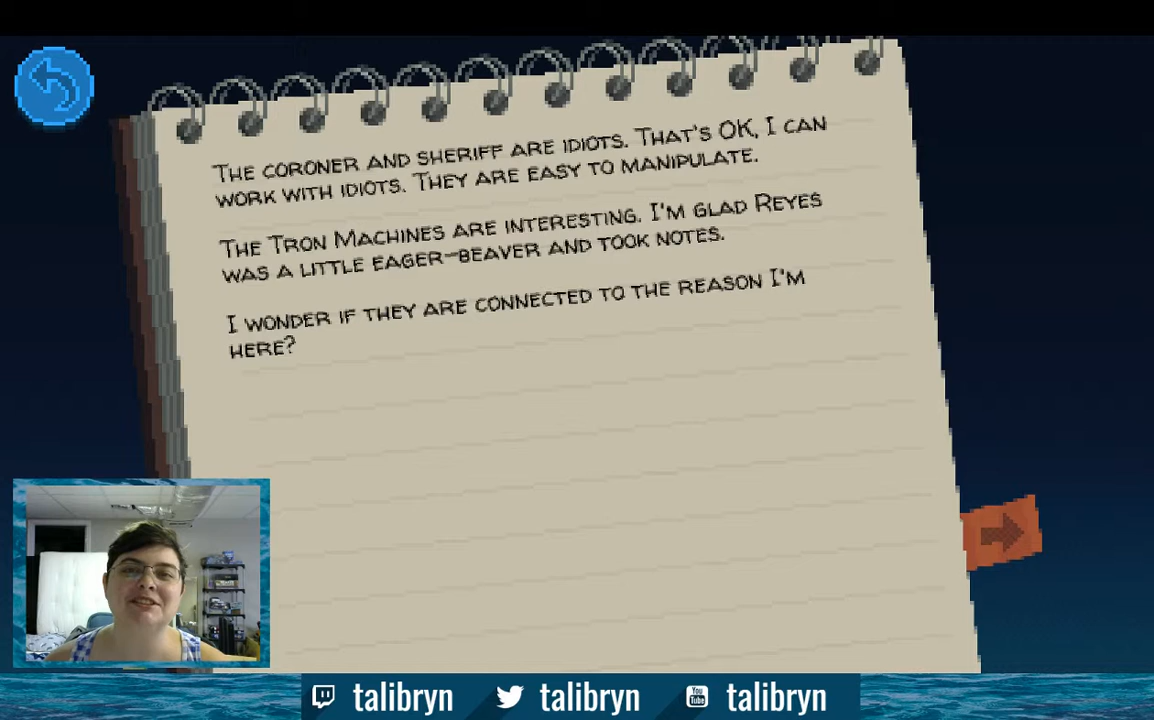 The coroner and sheriff are idiots. That's OK, I can
work with idiots. They are easy to manipulate.
The Tron Machines are interesting. I'm glad Reyes
was a little eager-beaver and took notes.
I wonder if they are connected to the reason I'm
here?
talibryn talibryn You Tube talibryn